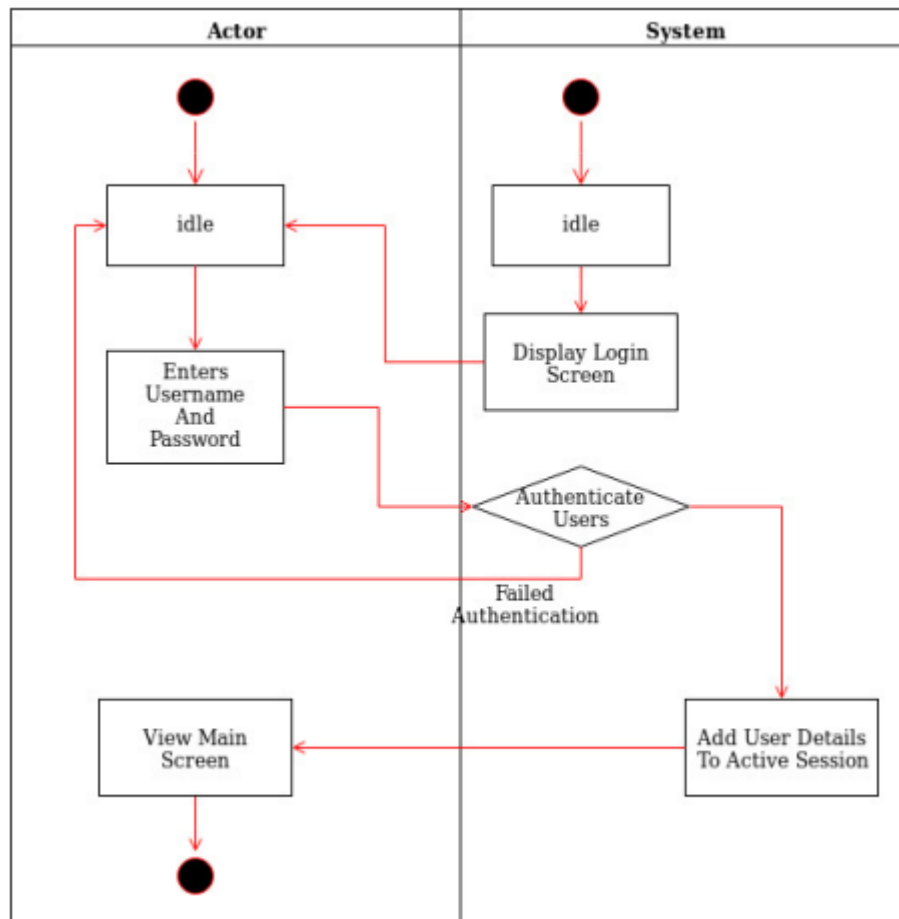 Actor
System
idle
idle
Display Login
Screen
Enters
Username
And
Password
Authenticate
Users
Failed
Authentication
View Main
Screen
Add User Details
To Active Session